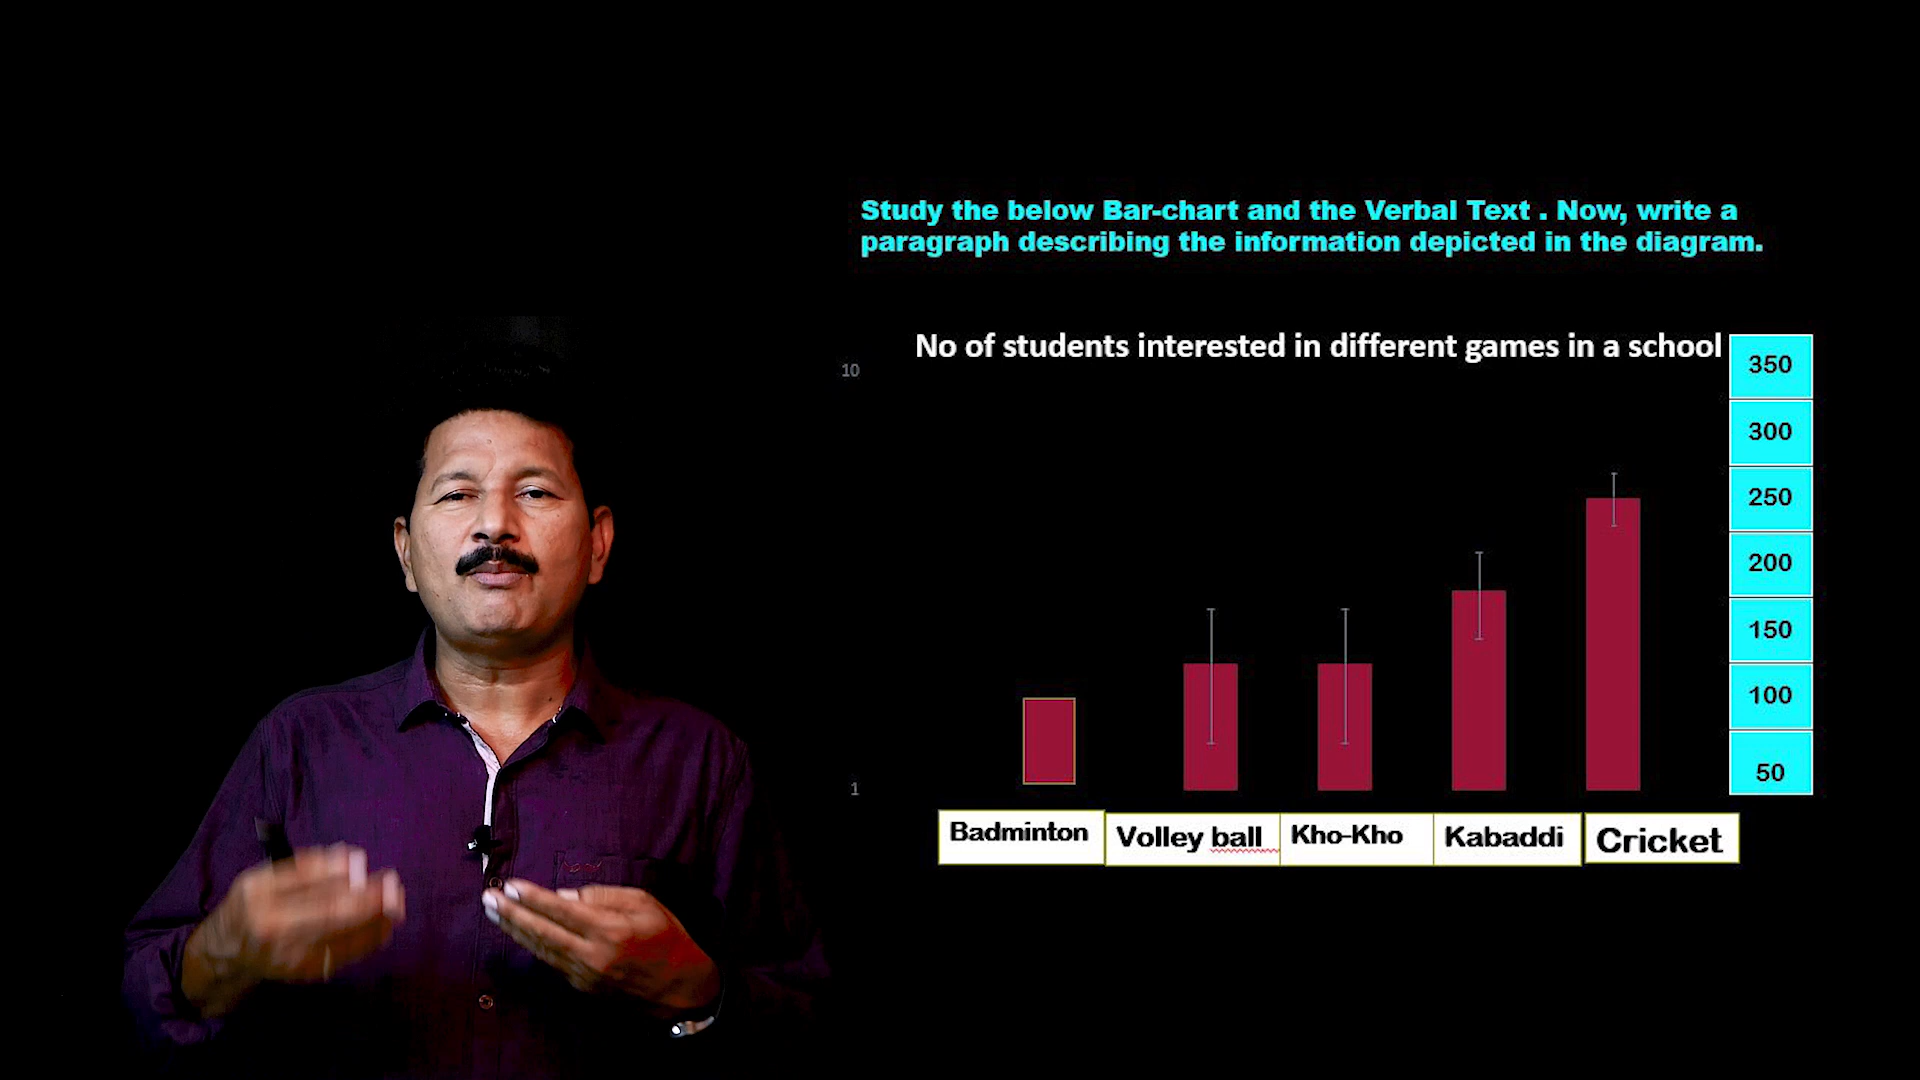 Study the below Bar-chart and the Verbal Text . Now, write a
paragraph describing the information depicted in the diagram.
No of students interested in different games in a school
10
1
350
300
250
200
150
100
50
Badminton
Volley ball
Kho-Kho
Kabaddi
Cricket